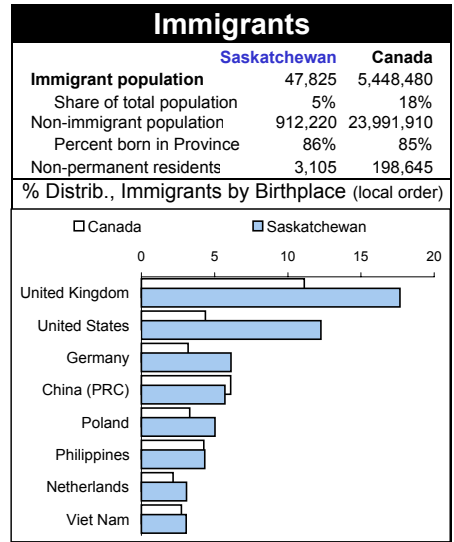 Immigrants
Saskatchewan Canada
Immigrant population 47,825 5,448,480
Share of total population 5% 18%
Non-immigrant population 912,220 23,991,910
Percent born in Province 86% 85%
Non-permanent residents 3,105 198,645
% Distrib., Immigrants by Birthplace (local order)
Canada Saskatchewan
0 5 10 15 20
United Kingdom
United States
Germany
China (PRC)
Poland
Philippines
Netherlands
Viet Nam